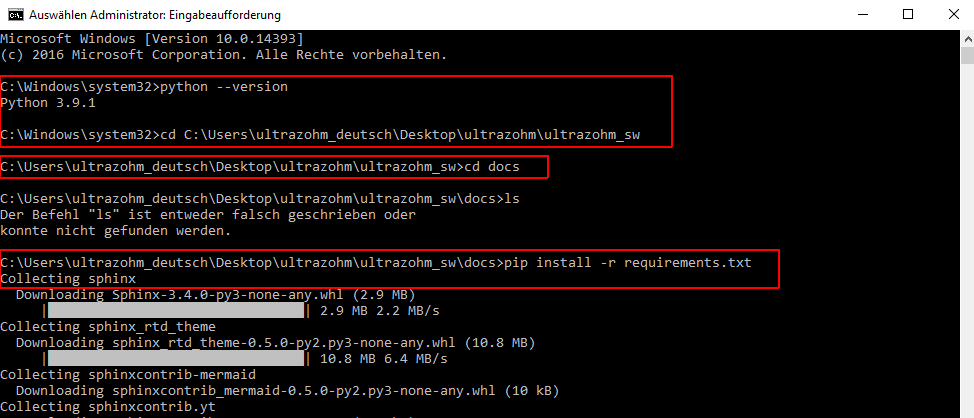 Auswählen Administrator: Eingabeaufforderung
Microsoft Windows [Version 10.0.14393]
(c) 2016 Microsoft Corporation. Alle Rechte vorbehalten.
C:\Windows\system32>python --version
Python 3.9.1
C:\Windows\system32>cd C:\Users\ultrazohm_deutsch\Desktop\ultrazohm\ultrazohm_sw
C:\Users\ultrazohm_deutsch\Desktop\ultrazohm\ultrazohm_sw>cd docs
C:\Users\ultrazohm_deutsch\Desktop\ultrazohm\ultrazohm_sw\docs>ls
Der Befehl "ls" ist entweder falsch geschrieben oder
konnte nicht gefunden werden.
C:\Users\ultrazohm_deutsch\Desktop\ultrazohm\ultrazohm_sw\docs>pip install -r requirements.txt
Collecting sphinx
Downloading Sphinx-3.4.0-py3-none-any.whl (2.9 MB)
| | 2.9 MB 2.2 MB/s
Collecting sphinx_rtd_theme
Downloading sphinx_rtd_theme-0.5.0-py2.py3-none-any.whl (10.8 MB)
| | 10.8 MB 6.4 MB/s
Collecting sphinxcontrib-mermaid
Downloading sphinxcontrib_mermaid-0.5.0-py2.py3-none-any.whl (10 kB)
Collecting sphinxcontrib.yt